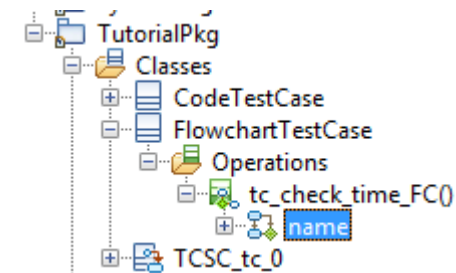 TutorialPkg
Classes
CodeTestCase
FlowchartTestCase
Operations
tc_check_time_FC()
name
TCSC_tc_0